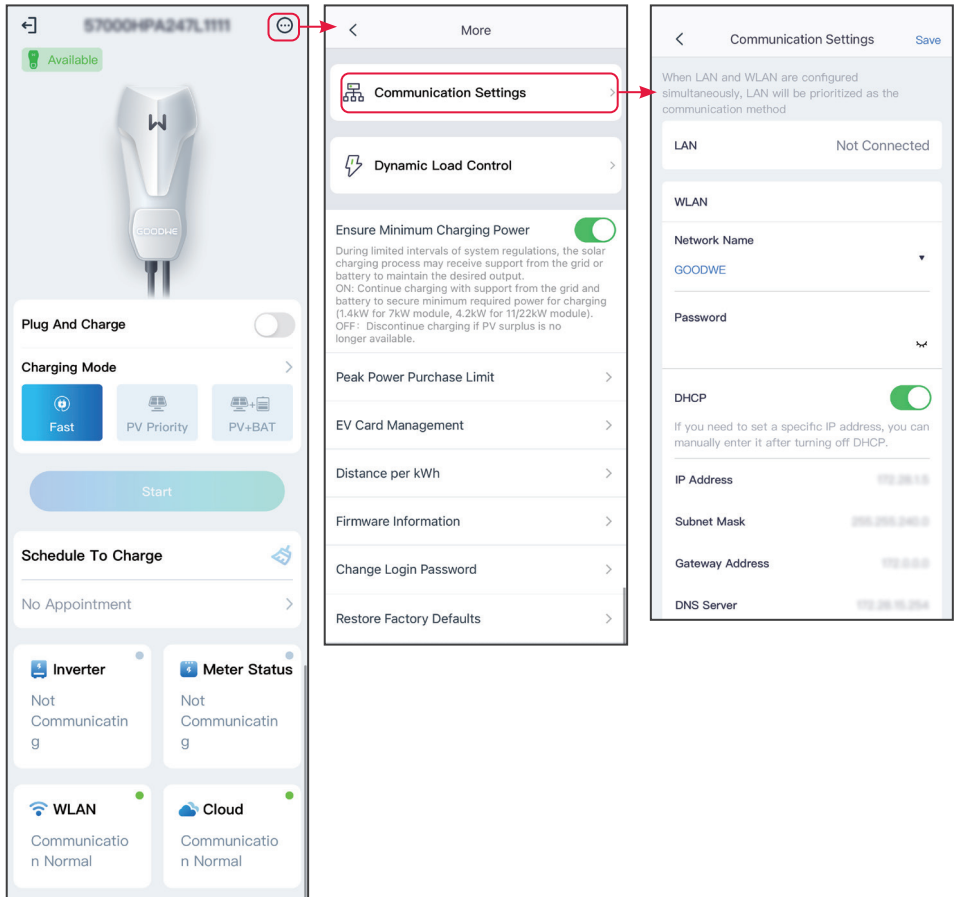 57000HPA247L1111
Available
GOODWE
Plug And Charge
Charging Mode
Fast
PV Priority
PV+BAT
Start
Schedule To Charge
No Appointment
Inverter
Not
Communicatin
g
Meter Status
Not
Communicatin
g
WLAN
Communicatio
n Normal
Cloud
Communicatio
n Normal
More
Communication Settings
Dynamic Load Control
Ensure Minimum Charging Power
During limited intervals of system regulations, the solar
charging process may receive support from the grid or
battery to maintain the desired output.
ON: Continue charging with support from the grid and
battery to secure minimum required power for charging
(1.4kW for 7kW module, 4.2kW for 11/22kW module).
OFF： Discontinue charging if PV surplus is no
longer available.
Peak Power Purchase Limit
EV Card Management
Distance per kWh
Firmware Information
Change Login Password
Restore Factory Defaults
Communication Settings
Save
When LAN and WLAN are configured
simultaneously, LAN will be prioritized as the
communication method
LAN
Not Connected
WLAN
Network Name
GOODWE
Password
DHCP
If you need to set a specific IP address, you can
manually enter it after turning off DHCP.
IP Address
Subnet Mask
Gateway Address
DNS Server